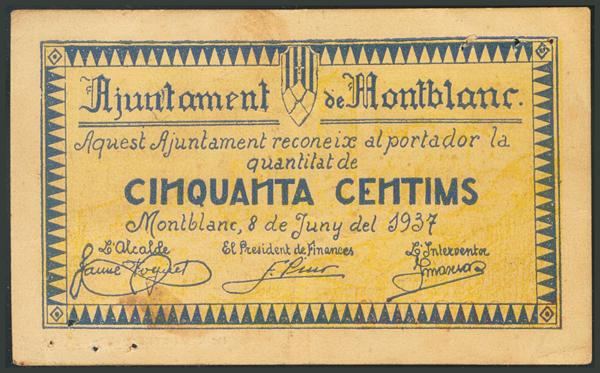 Ajuntament de Montblanc.
Aquest Ajuntament reconeix al portador la
quantitat de
CINQUANTA CENTIMS
Montblanc, 8 de Juny del 1937
L'Alcalde El President de Finances L'Interventor